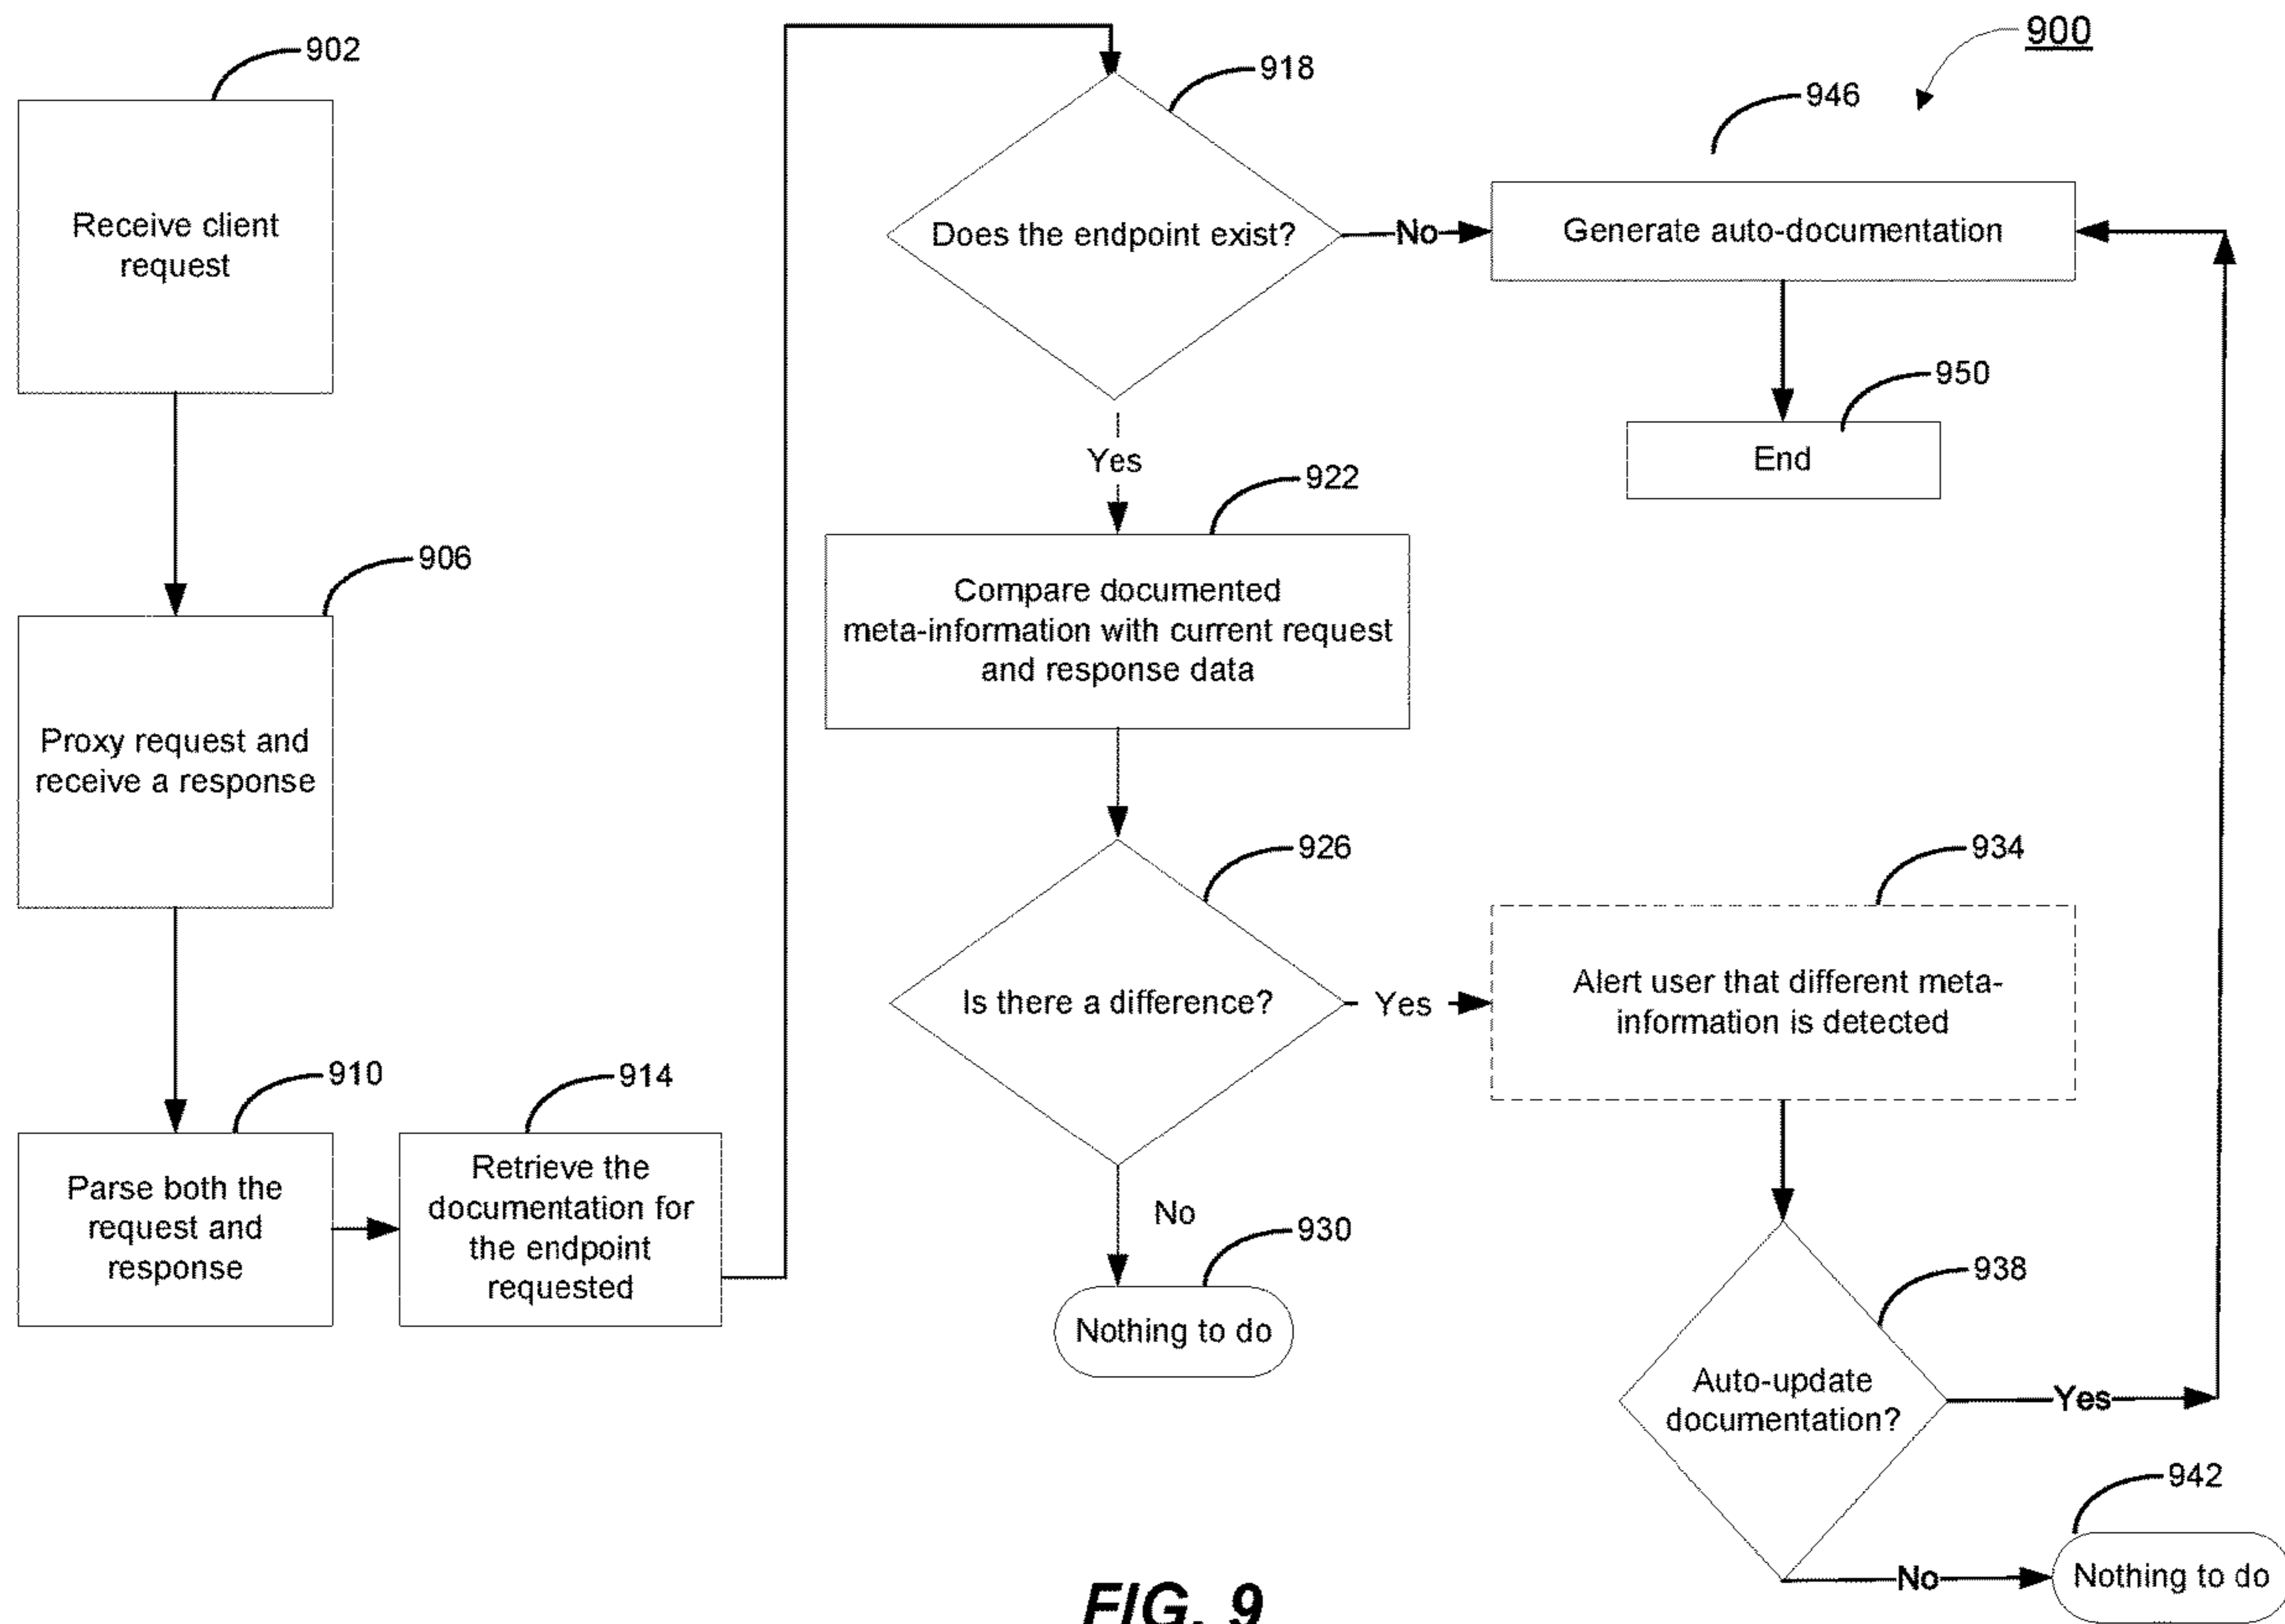 902
Receive client
request
906
Proxy request and
receive a response
910
Parse both the
request and
response
914
Retrieve the
documentation for
the endpoint
requested
918
Does the endpoint exist?
No
Yes
922
Compare documented
meta-information with current request
and response data
926
Is there a difference?
Yes
No
930
Nothing to do
900
946
Generate auto-documentation
950
End
934
Alert user that different meta-
information is detected
938
Auto-update
documentation?
Yes
No
942
Nothing to do
FIG. 9